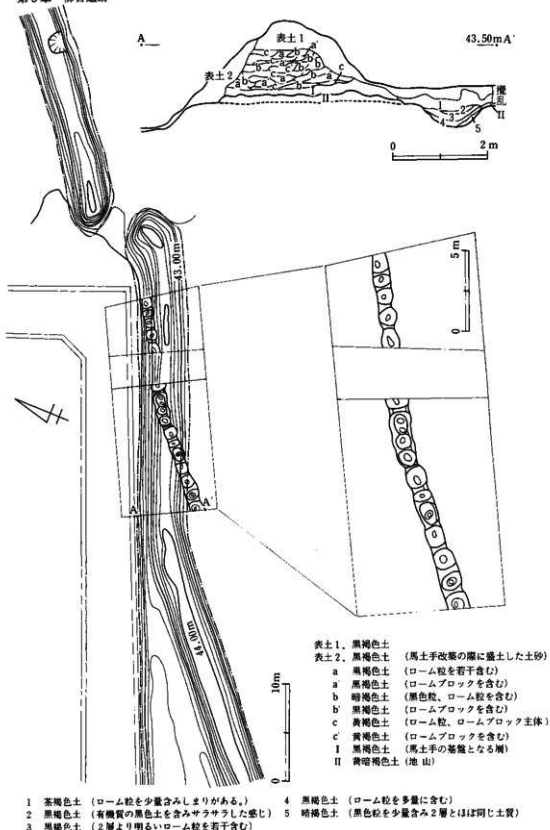 A
43.50mA'
表土1
表土2
a'
c
b
a
I
II
1
2
3
4
5
攪乱
II
0 2 m
43.00m
5 m
0
A
A'
44.00m
10m
0
表土1. 黒褐色土
表土2. 黒褐色土 (馬土手改築の際に盛土した土砂)
a 黒褐色土 (ローム粒を若干含む)
a' 黒褐色土 (ロームブロックを含む)
b 暗褐色土 (黒色粒、ローム粒を含む)
b' 黒褐色土 (ロームブロックを含む)
c 黄褐色土 (ローム粒、ロームブロック主体)
c' 黄褐色土 (ロームブロックを含む)
I 黒褐色土 (馬土手の基盤となる層)
II 黄暗褐色土 (地山)
1 茶褐色土 (ローム粒を少量含みしまりがある。)
2 黒褐色土 (有機質の黒色土を含みサラサラした感じ)
3 黒褐色土 (2層より明るいローム粒を若干含む)
4 黒褐色土 (ローム粒を多量に含む)
5 暗褐色土 (黒色粒を少量含み2層とほぼ同じ土質)